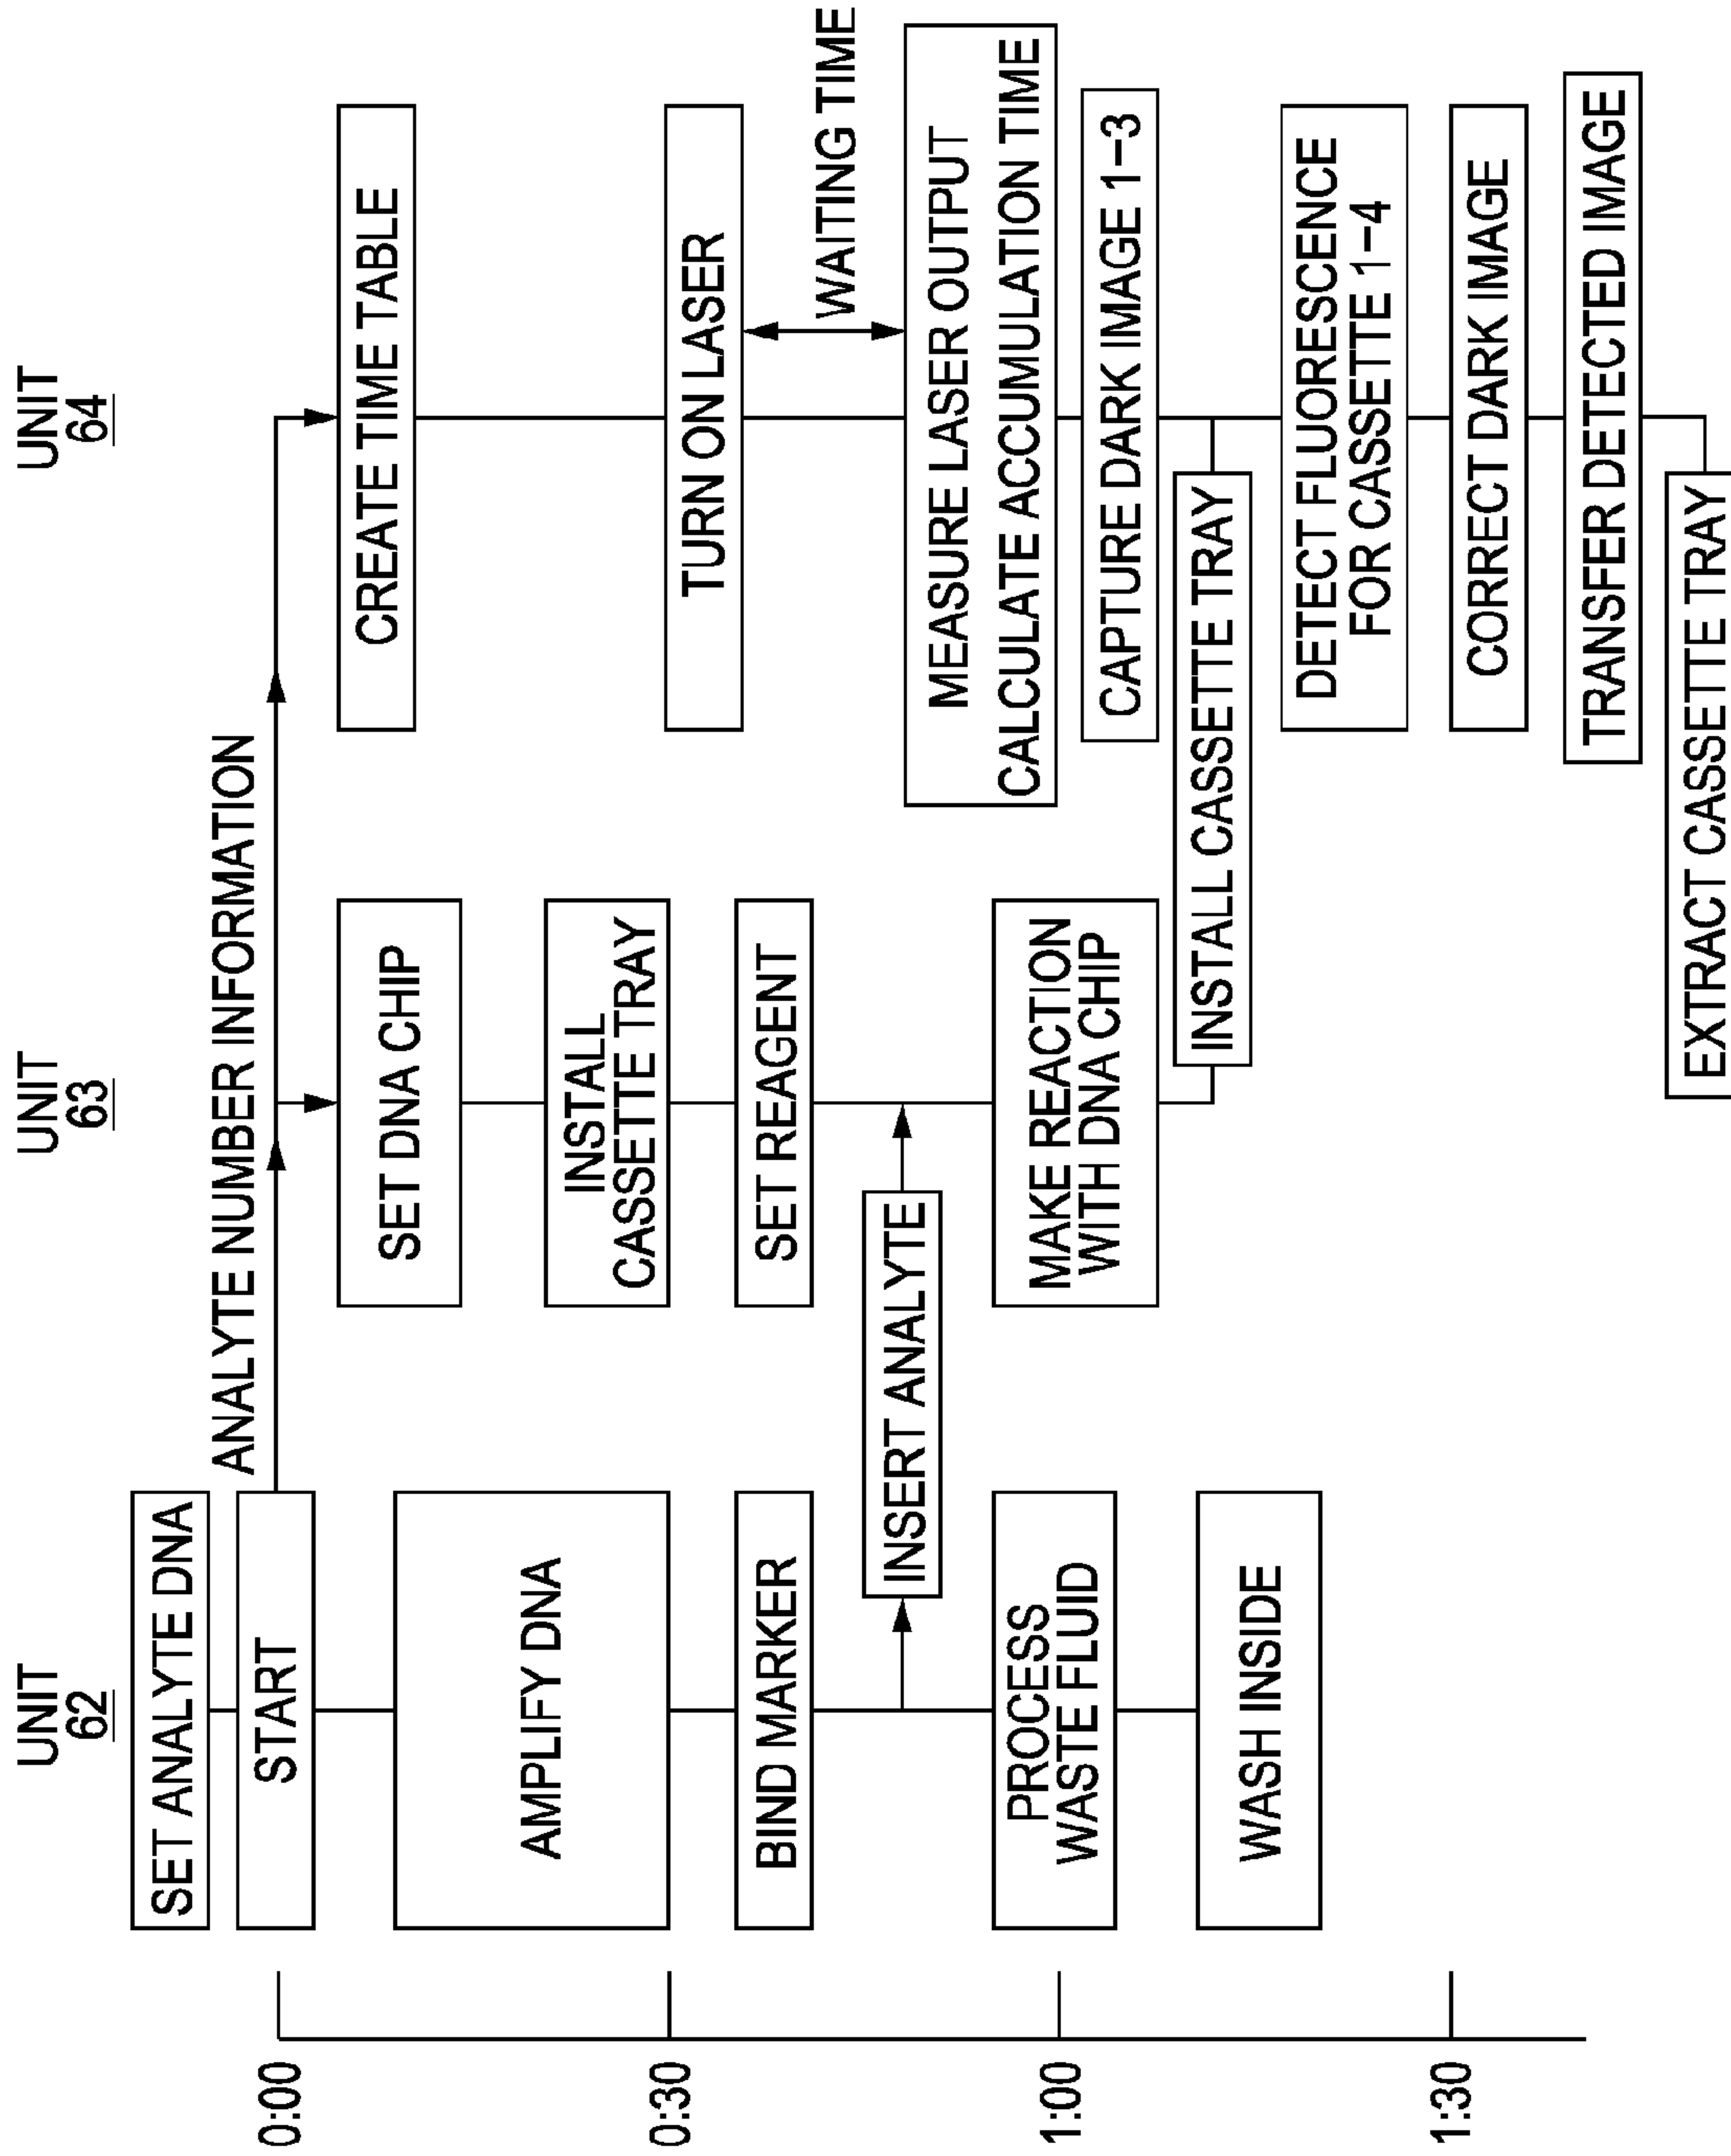 UNIT
62
UNIT
63
UNIT
64
SET ANALYTE DNA
START
ANALYTE NUMBER INFORMATION
AMPLIFY DNA
BIND MARKER
INSERT ANALYTE
PROCESS
WASTE FLUID
WASH INSIDE
SET DNA CHIP
INSTALL
CASSETTE TRAY
SET REAGENT
MAKE REACTION
WITH DNA CHIP
INSTALL CASSETTE TRAY
CREATE TIME TABLE
TURN ON LASER
WAITING TIME
MEASURE LASER OUTPUT
CALCULATE ACCUMULATION TIME
CAPTURE DARK IMAGE 1-3
DETECT FLUORESCENCE
FOR CASSETTE 1-4
CORRECT DARK IMAGE
TRANSFER DETECTED IMAGE
EXTRACT CASSETTE TRAY
0:00
0:30
1:00
1:30